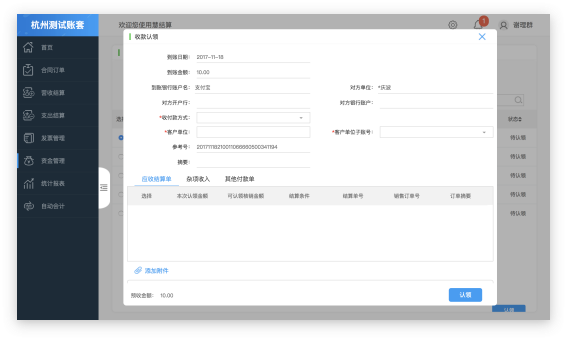 杭州测试账套
欢迎您使用慧结算
1
谢瑾群
首页
合同订单
营收结算
支出结算
发票管理
资金管理
统计报表
自动会计
收款认领
到账日期： 2017-11-18
到账金额： 10.00
到账银行账户名： 支付宝
对方单位：
对方开户行：
对方银行账户：
*收付款方式：
*客户单位：
*客户单位子账号：
参考号：
摘要：
应收结算单 杂项收入 其他付款单
选择 本次认领金额 可认领核销金额 结算条件 结算单号 销售订单号 订单摘要
添加附件
预收金额： 10.00
认领
状态
待认领
待认领
待认领
待认领
待认领
认领